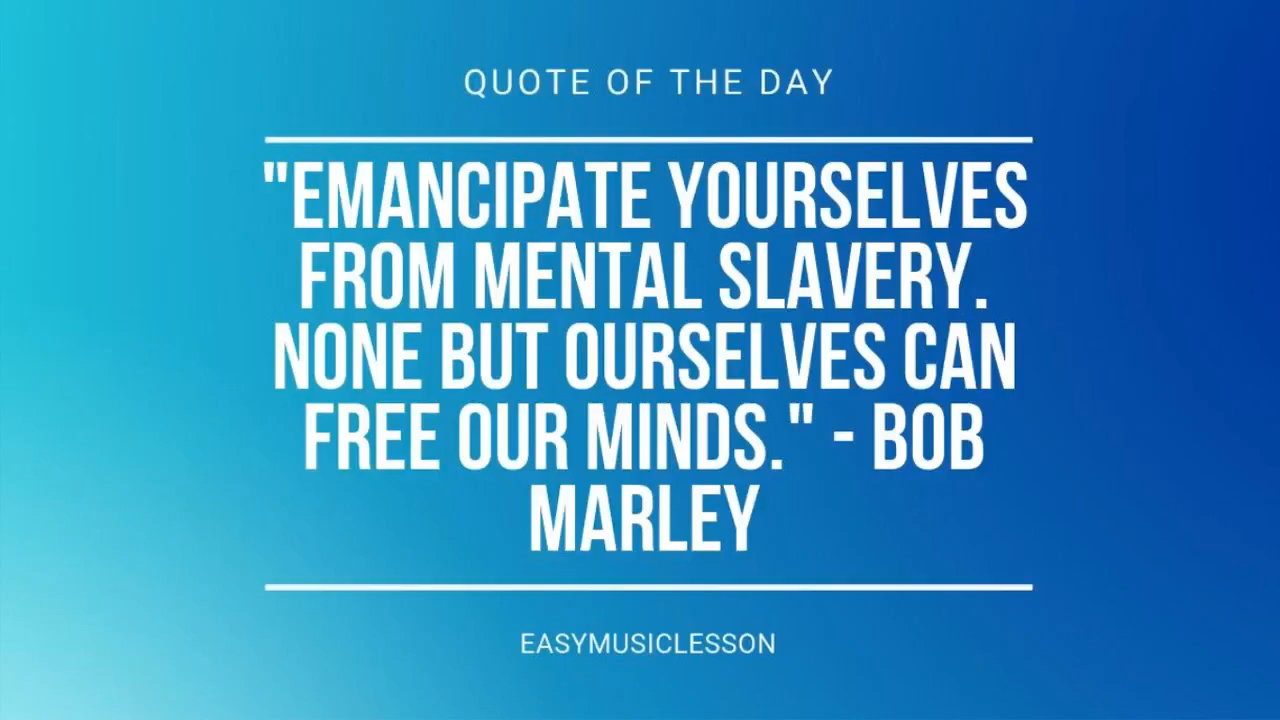 QUOTE OF THE DAY
"EMANCIPATE YOURSELVES
FROM MENTAL SLAVERY.
NONE BUT OURSELVES CAN
FREE OUR MINDS." - BOB
MARLEY
EASYMUSICLESSON